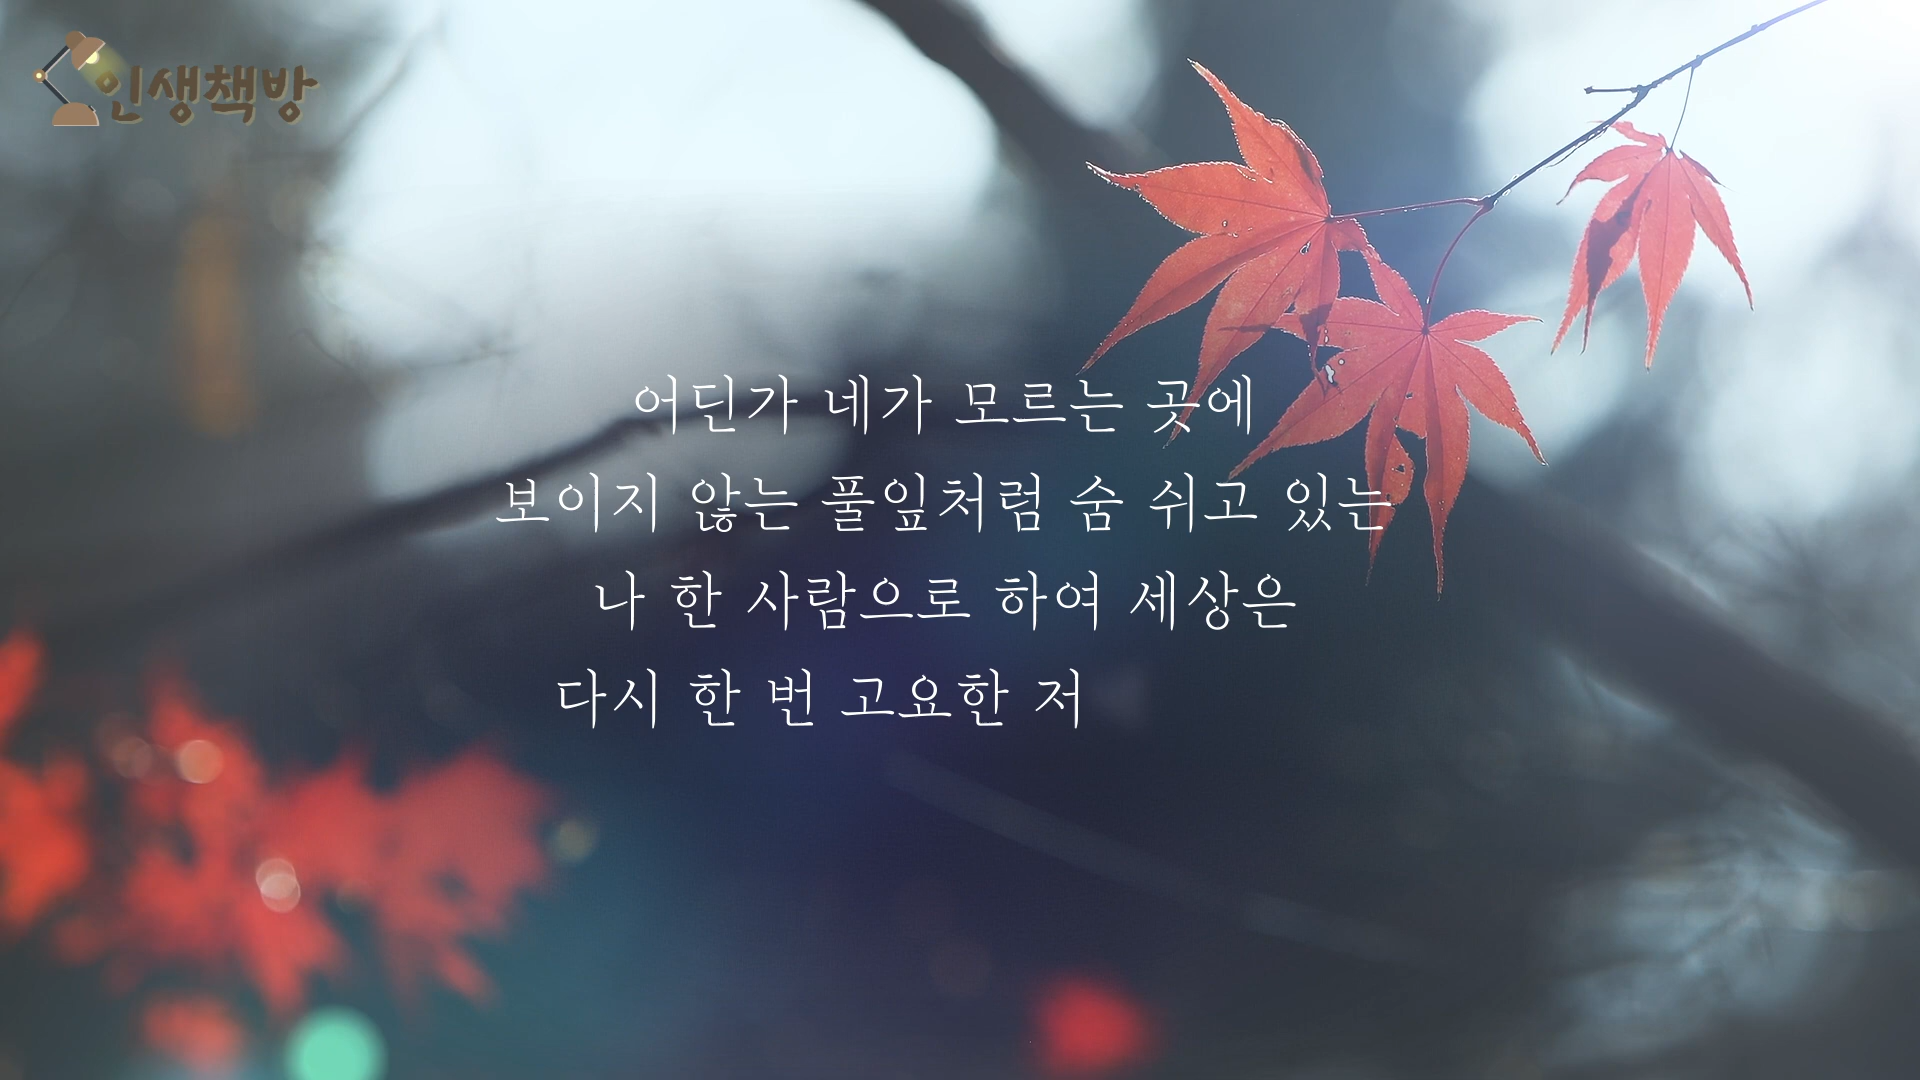 인생책방
어딘가 네가 모르는 곳에
보이지 않는 풀잎처럼 숨 쉬고 있는
나 한 사람으로 하여 세상은
다시 한 번 고요한 저